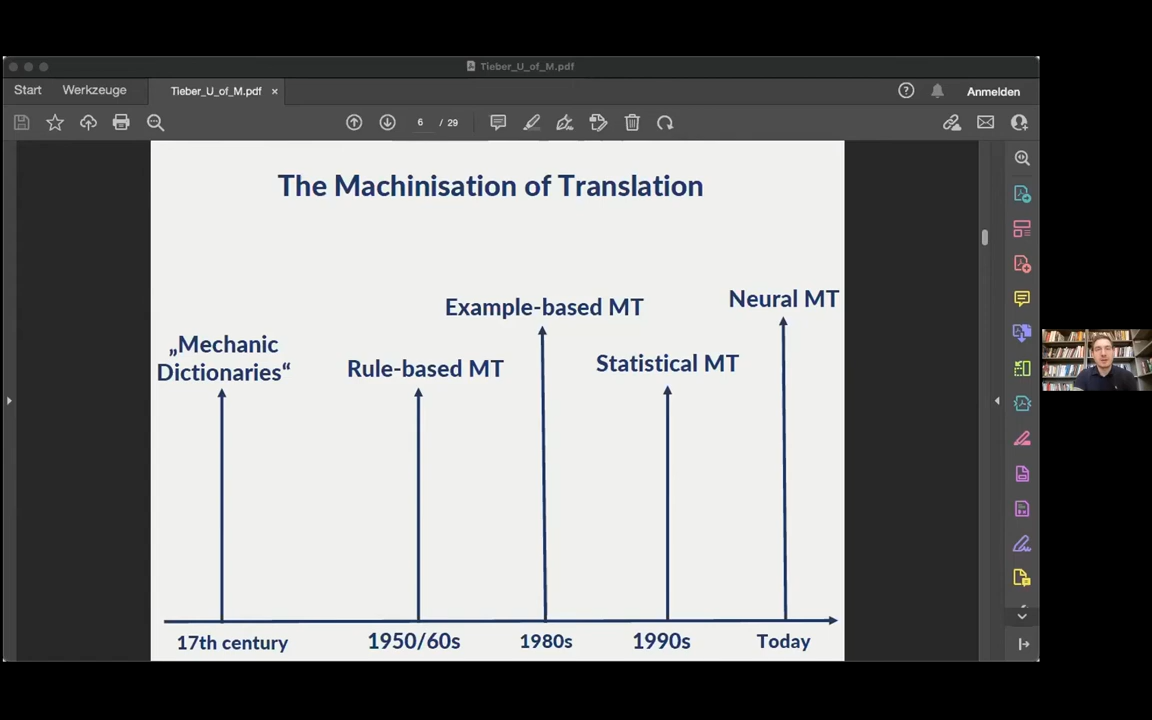 Tieber_U_of_M.pdf
Start
Werkzeuge
Tieber_U_of_M.pdf ×
Anmelden
6 / 29
The Machinisation of Translation
Neural MT
Example-based MT
„Mechanic
Dictionaries“
Rule-based MT
Statistical MT
17th century
1950/60s
1980s
1990s
Today